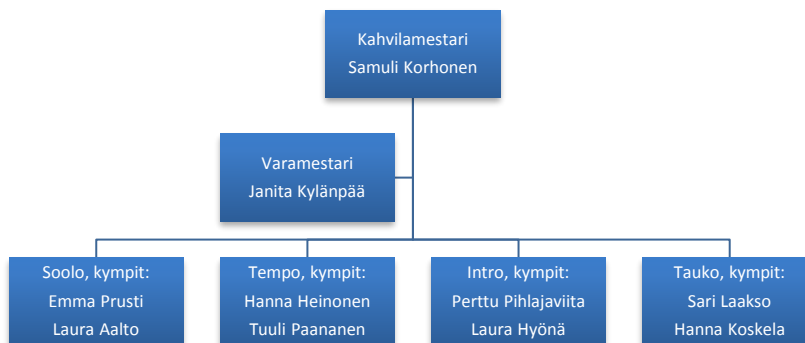 Kahvilamestari
Samuli Korhonen
Varamestari
Janita Kylänpää
Soolo, kympit:
Emma Prusti
Laura Aalto
Tempo, kympit:
Hanna Heinonen
Tuuli Paananen
Intro, kympit:
Perttu Pihlajaviita
Laura Hyönä
Tauko, kympit:
Sari Laakso
Hanna Koskela